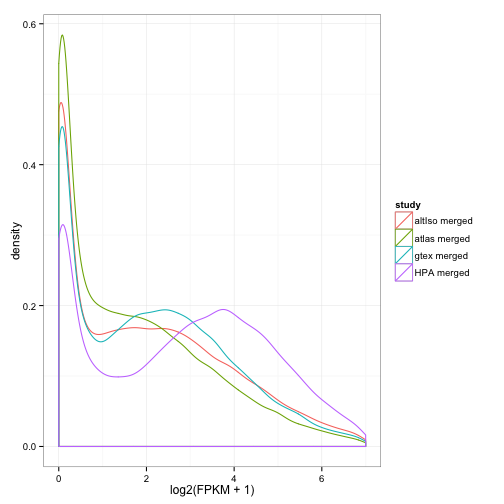 0.6
0.4
0.2
0.0
density
0
2
4
6
log2(FPKM + 1)
study
altIso merged
atlas merged
gtex merged
HPA merged